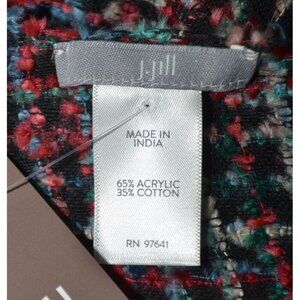 J.Jill
MADE IN
INDIA
65% ACRYLIC
35% COTTON
RN 97641